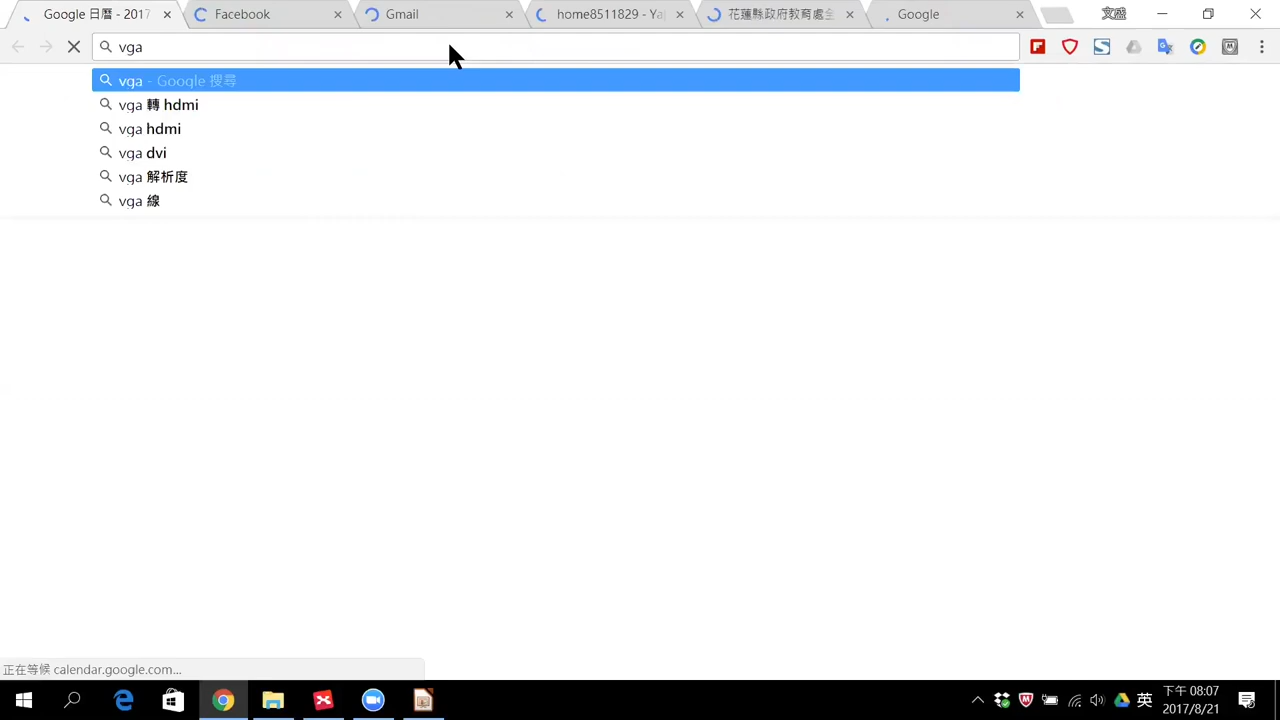 Google 日曆 - 2017
Facebook
Gmail
home8511829 - Yap
花蓮縣政府教育處全
Google
文盛
vga
vga - Google 搜尋
vga 轉 hdmi
vga hdmi
vga dvi
vga 解析度
vga 線
正在等候 calendar.google.com...
英
下午 08:07
2017/8/21